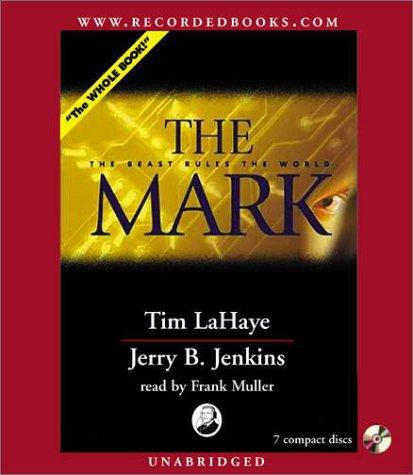 WWW.RECORDEDBOOKS.COM
"The WHOLE BOOK!"
THE
THE BEAST RULES THE WORLD
MARK
Tim LaHaye
Jerry B. Jenkins
read by Frank Muller
7 compact discs
UNABRIDGED